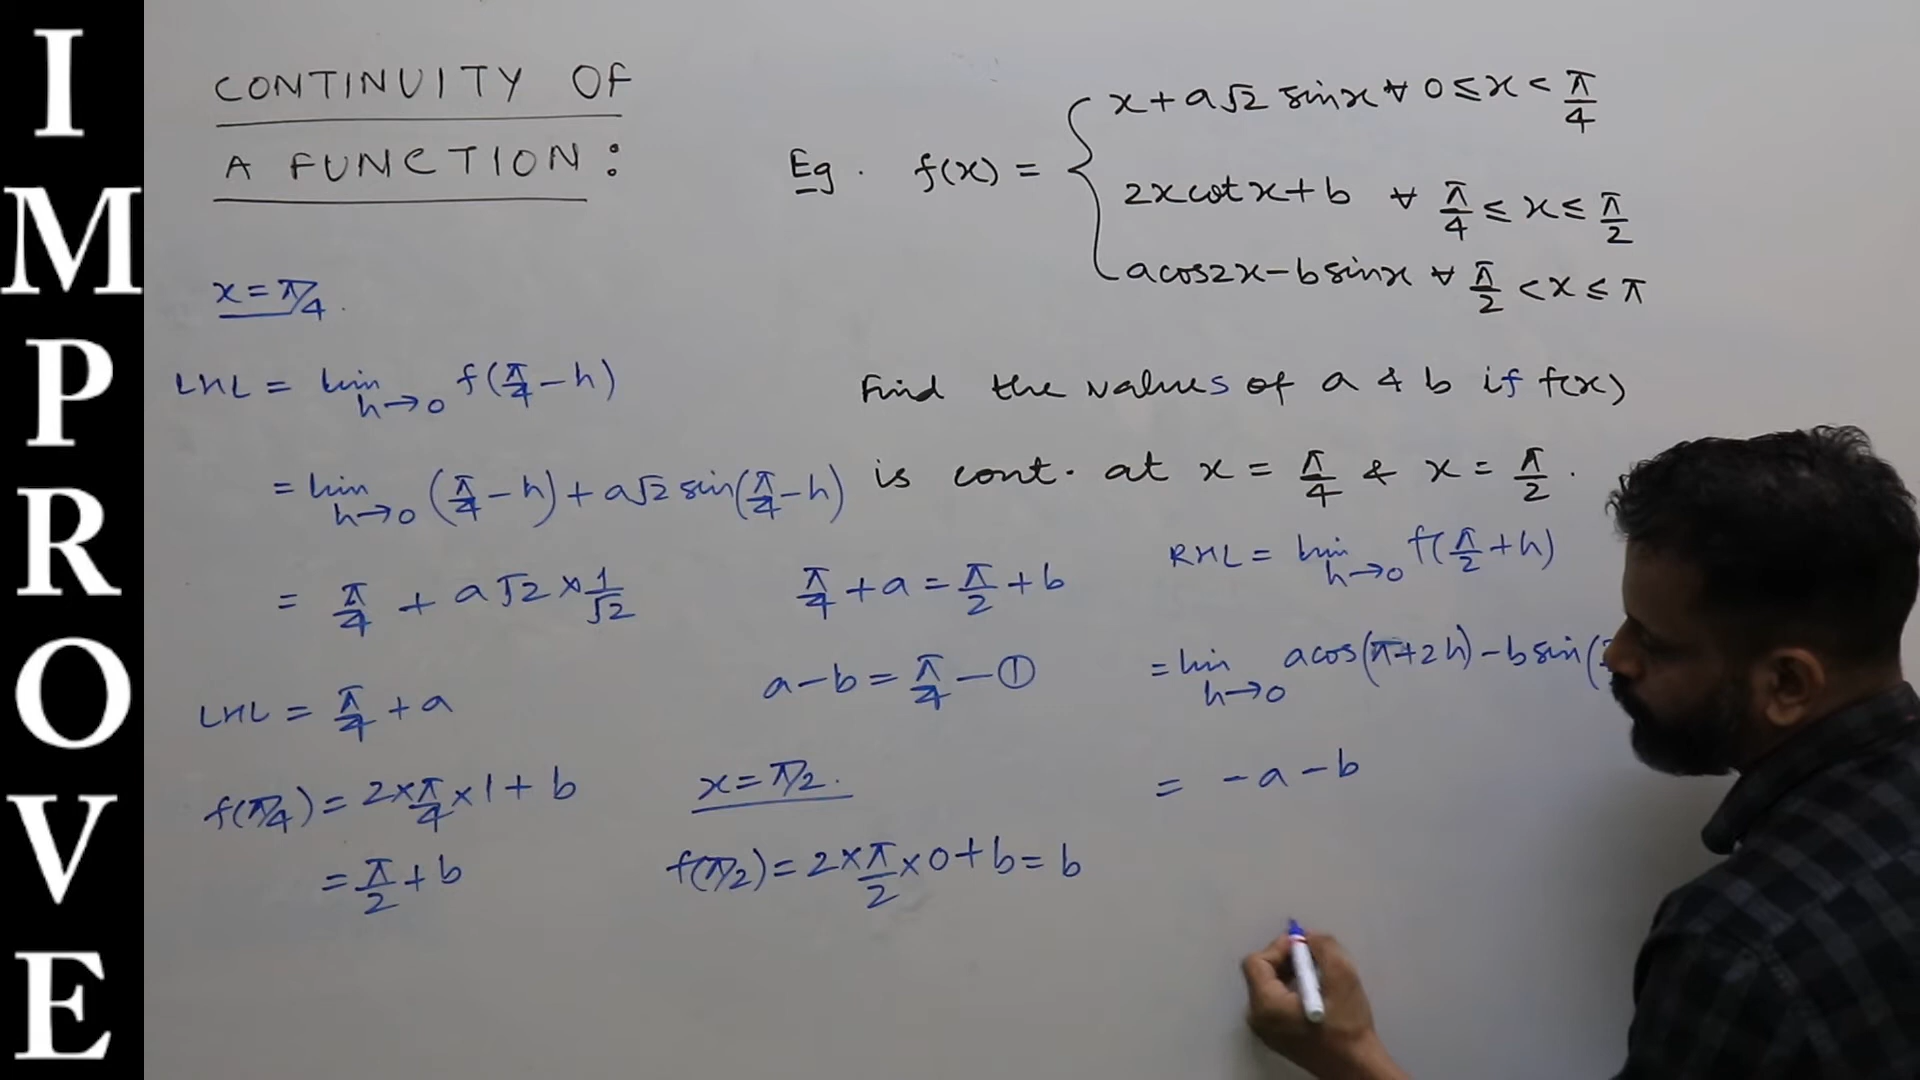 IMPROVE
CONTINUITY OF
A FUNCTION :
Eg. f(x) = {
x + a√2 sinx ∀ 0 ≤ x < π/4
2x cot x + b ∀ π/4 ≤ x ≤ π/2
a cos2x - b sinx ∀ π/2 < x ≤ π
Find the values of a & b if f(x)
is cont. at x = π/4 & x = π/2 .
x = π/4 .
LHL = lim h→0 f(π/4 - h)
= lim h→0 (π/4 - h) + a√2 sin(π/4 - h)
= π/4 + a√2 × 1/√2
LHL = π/4 + a
f(π/4) = 2 × π/4 × 1 + b
= π/2 + b
π/4 + a = π/2 + b
a - b = π/4 - ①
x = π/2 .
f(π/2) = 2 × π/2 × 0 + b = b
RHL = lim h→0 f(π/2 + h)
= lim h→0 a cos(π + 2h) - b sin(
= - a - b